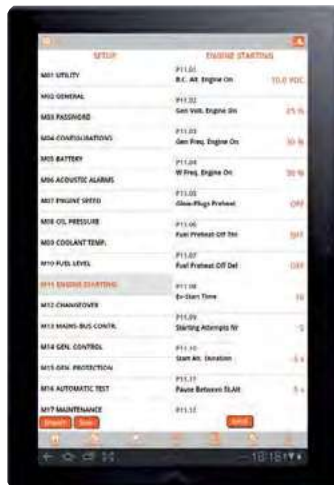 SETUP
M01 UTILITY
M02 GENERAL
M03 PASSWORD
M04 CONFIGURATIONS
M05 BATTERY
M06 ACOUSTIC ALARMS
M07 ENGINE SPEED
M08 OIL PRESSURE
M09 COOLANT TEMP.
M10 FUEL LEVEL
M11 ENGINE STARTING
M12 CHANGEOVER
M13 MAINS-BUS CONTR.
M14 GEN. CONTROL
M15 GEN. PROTECTION
M16 AUTOMATIC TEST
M17 MAINTENANCE
ENGINE STARTING
P11.01
B.C. Alt. Engine On 10.0 VDC
P11.02
Gen Volt. Engine On 25 %
P11.03
Gen Freq. Engine On 30 %
P11.04
W Freq. Engine On 30 %
P11.05
Glow-Plugs Preheat OFF
P11.06
Fuel Preheat Off OFF
P11.07
Fuel Preheat Off Del OFF
P11.08
Ex-Start Time
P11.09
Starting Attempts Nr 5
P11.10
Start Att. Duration 5 s
P11.11
Pause Between St.Att 5 s
P11.12
Send
18:18